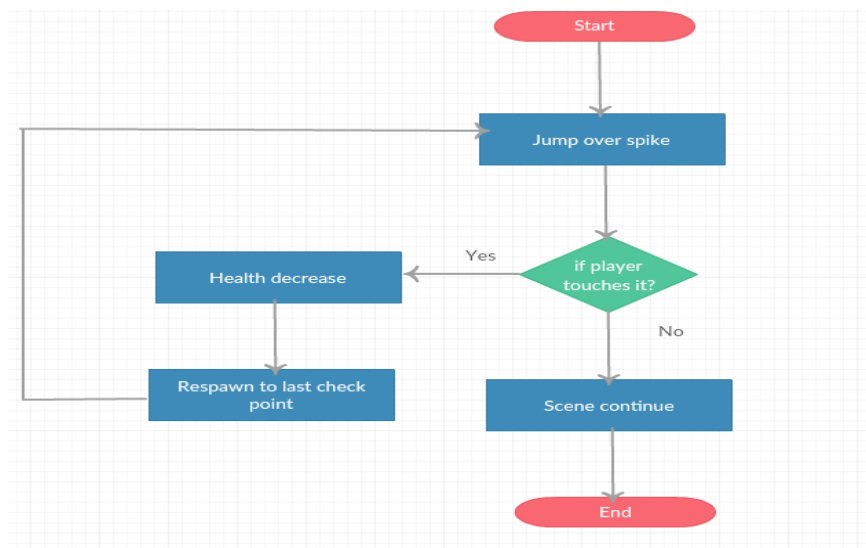 Start
Jump over spike
Yes
if player
touches it?
Health decrease
No
Respawn to last check
point
Scene continue
End